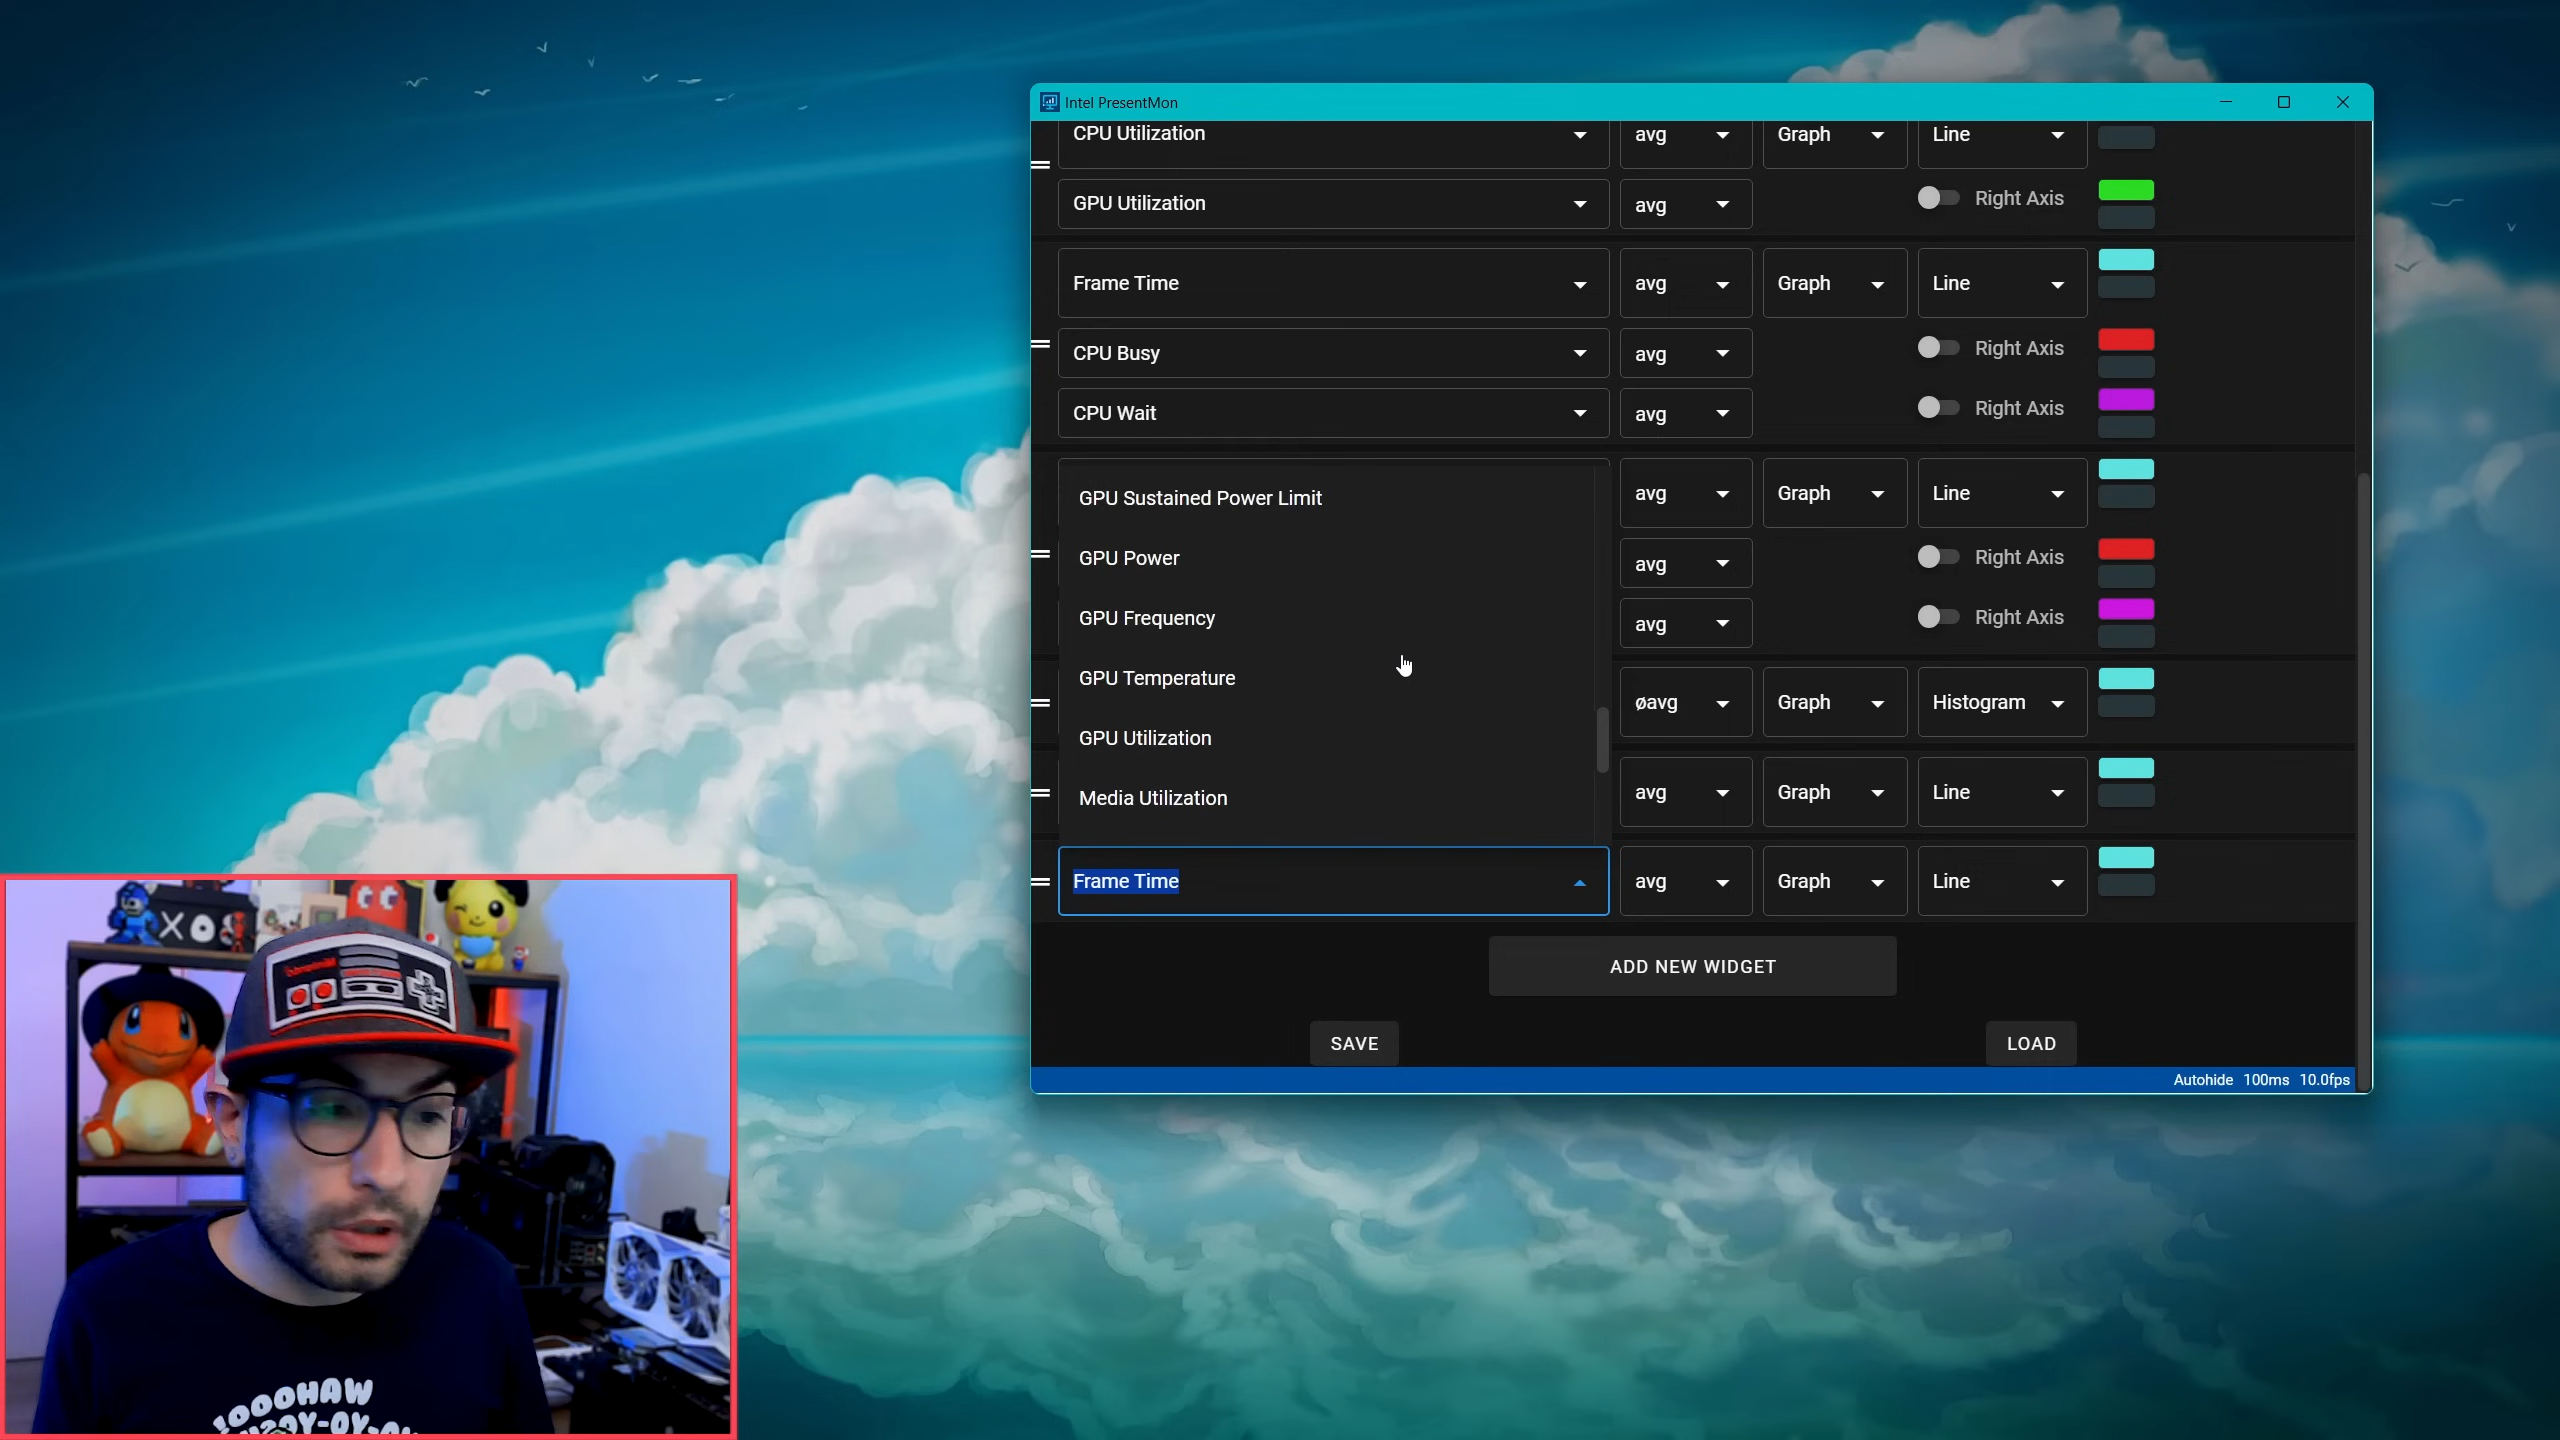 Intel PresentMon
CPU Utilization avg Graph Line
GPU Utilization avg Right Axis
Frame Time avg Graph Line
CPU Busy avg Right Axis
CPU Wait avg Right Axis
GPU Sustained Power Limit avg Graph Line
GPU Power avg Right Axis
GPU Frequency avg Right Axis
GPU Temperature øavg Graph Histogram
GPU Utilization
Media Utilization avg Graph Line
Frame Time avg Graph Line
ADD NEW WIDGET
SAVE LOAD
Autohide 100ms 10.0fps
XO